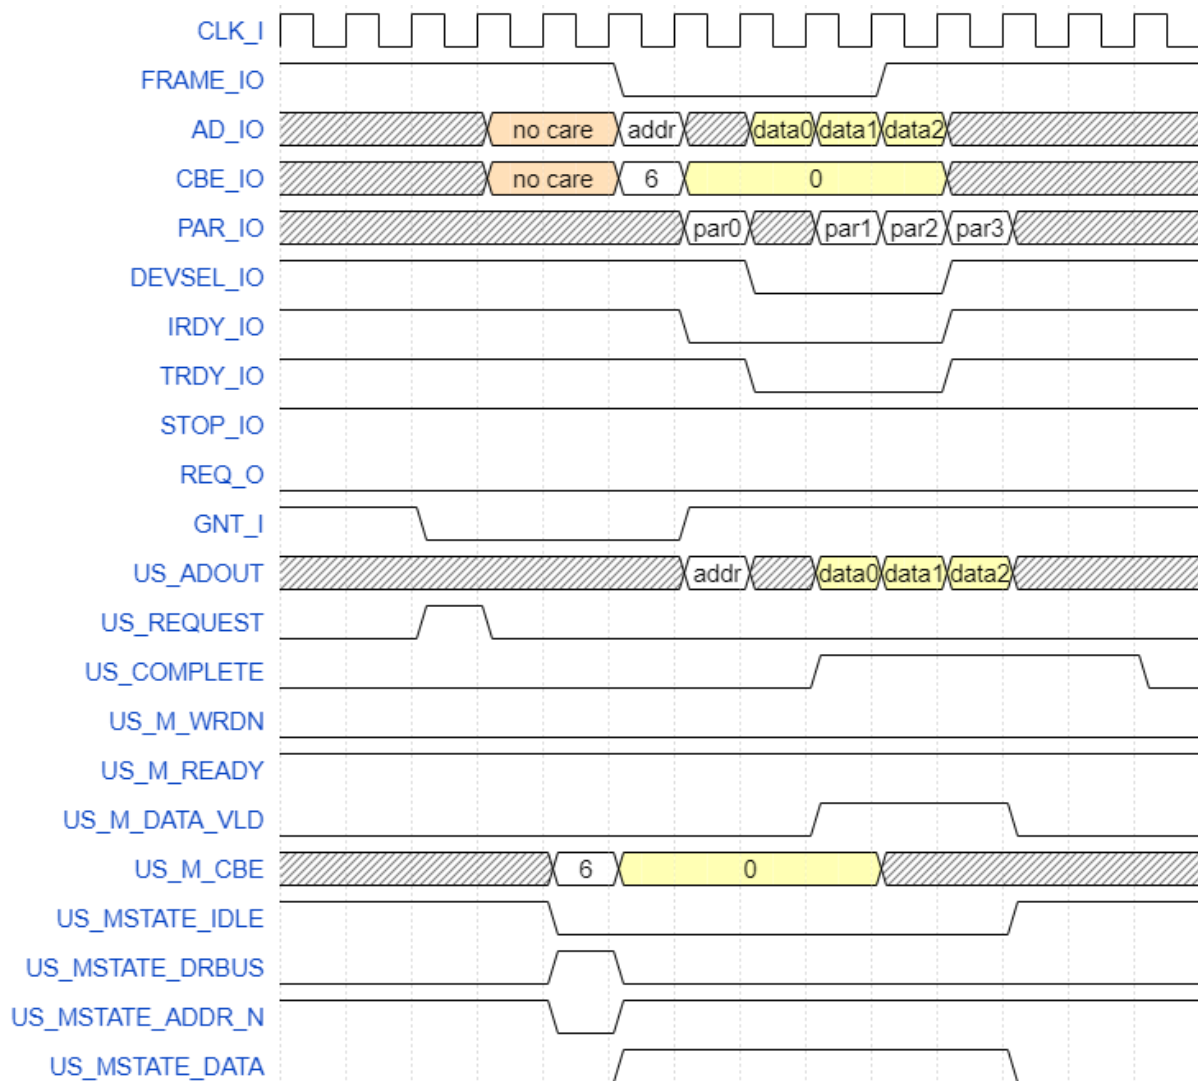 CLK_I
FRAME_IO
AD_IO no care addr data0 data1 data2
CBE_IO no care 6 0
PAR_IO par0 par1 par2 par3
DEVSEL_IO
IRDY_IO
TRDY_IO
STOP_IO
REQ_O
GNT_I
US_ADOUT addr data0 data1 data2
US_REQUEST
US_COMPLETE
US_M_WRDN
US_M_READY
US_M_DATA_VLD
US_M_CBE 6 0
US_MSTATE_IDLE
US_MSTATE_DRBUS
US_MSTATE_ADDR_N
US_MSTATE_DATA